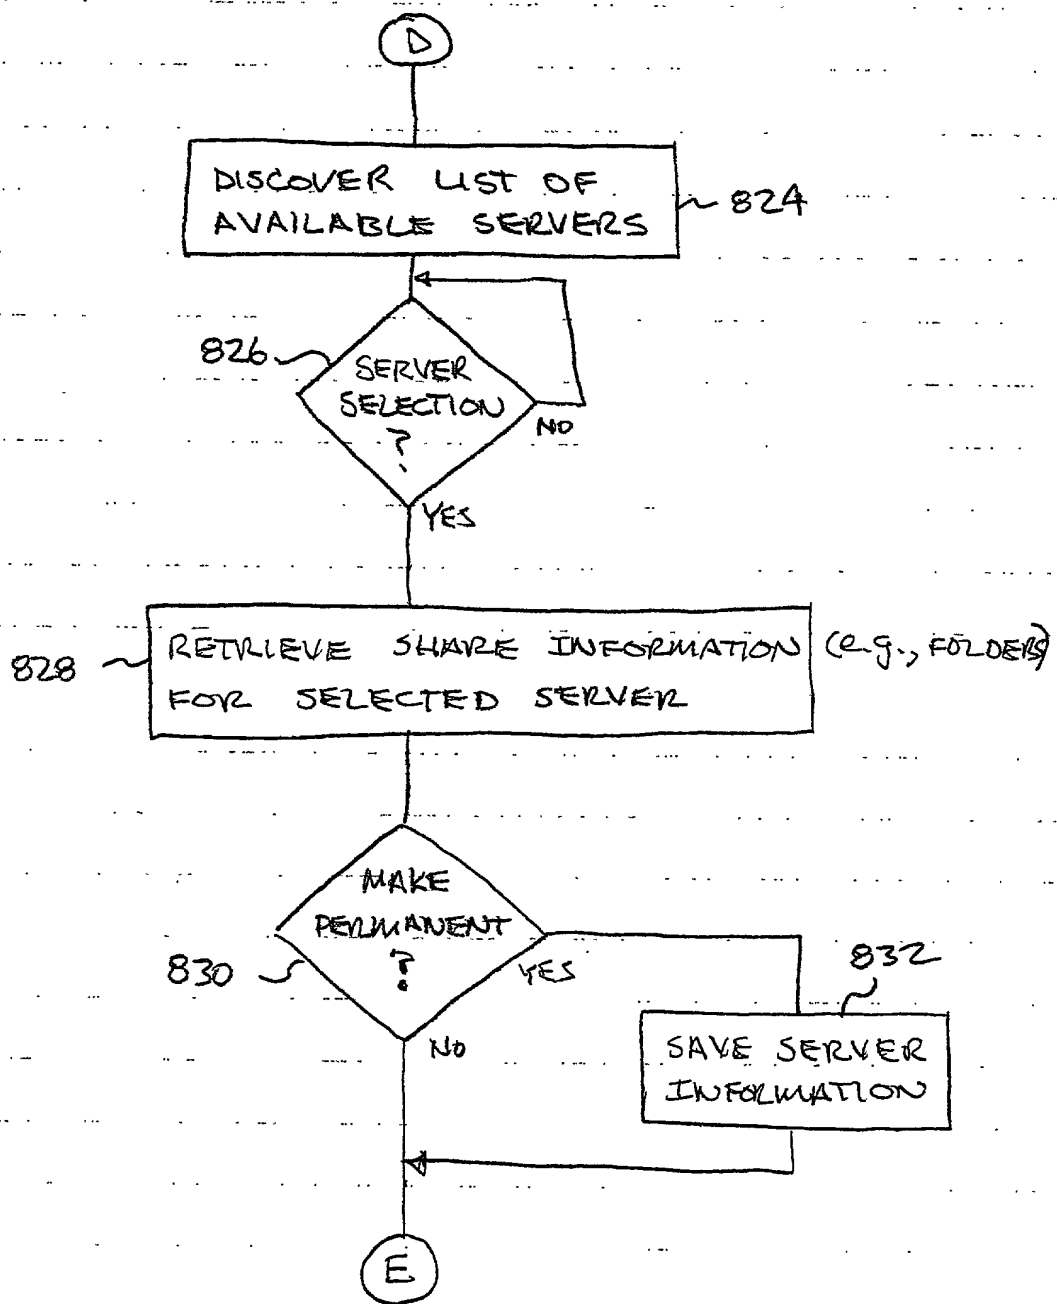 D
DISCOVER LIST OF
AVAILABLE SERVERS
824
826
SERVER
SELECTION
?
NO
YES
828
RETRIEVE SHARE INFORMATION (e.g., FOLDERS)
FOR SELECTED SERVER
MAKE
PERMANENT
?
830
YES
832
NO
SAVE SERVER
INFORMATION
E